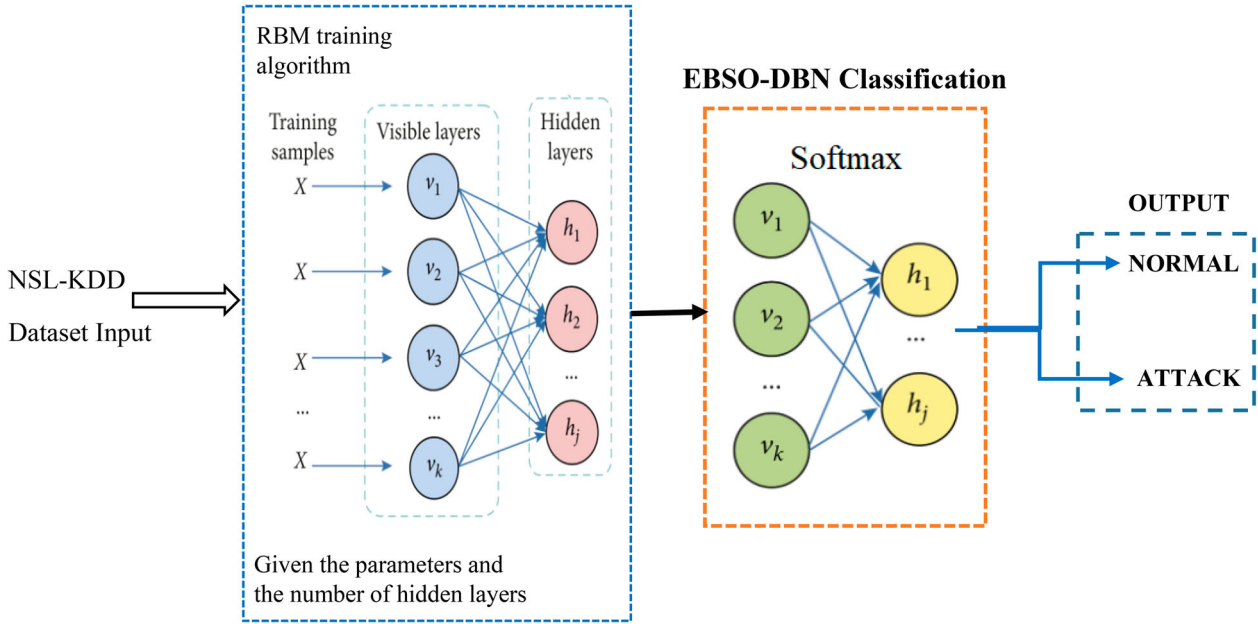 NSL-KDD
Dataset Input
RBM training
algorithm
Training
samples
X
X
X
...
X
Visible layers
v1
v2
v3
...
vk
Hidden
layers
h1
h2
...
hj
Given the parameters and
the number of hidden layers
EBSO-DBN Classification
Softmax
v1
v2
...
vk
h1
...
hj
OUTPUT
NORMAL
ATTACK